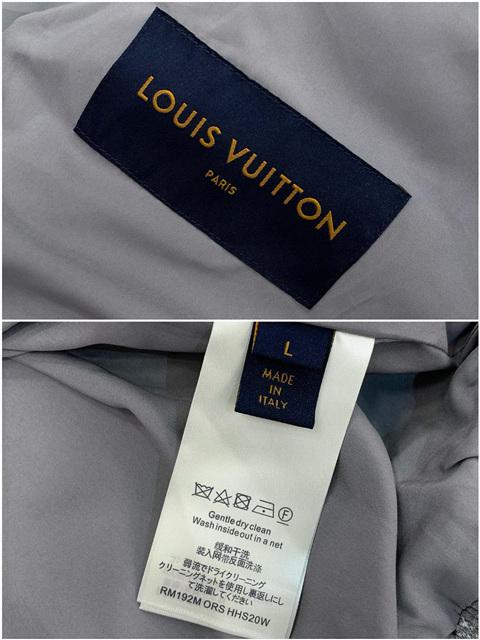 LOUIS VUITTON
PARIS
L
MADE
IN
ITALY
F
Gentle dry clean
Wash inside out in a net
缓和干洗
装入网带反面洗涤
弱流でドライクリーニング
クリーニングネットを使用し裏返しにし
て洗濯してください
RM192M ORS HHS20W